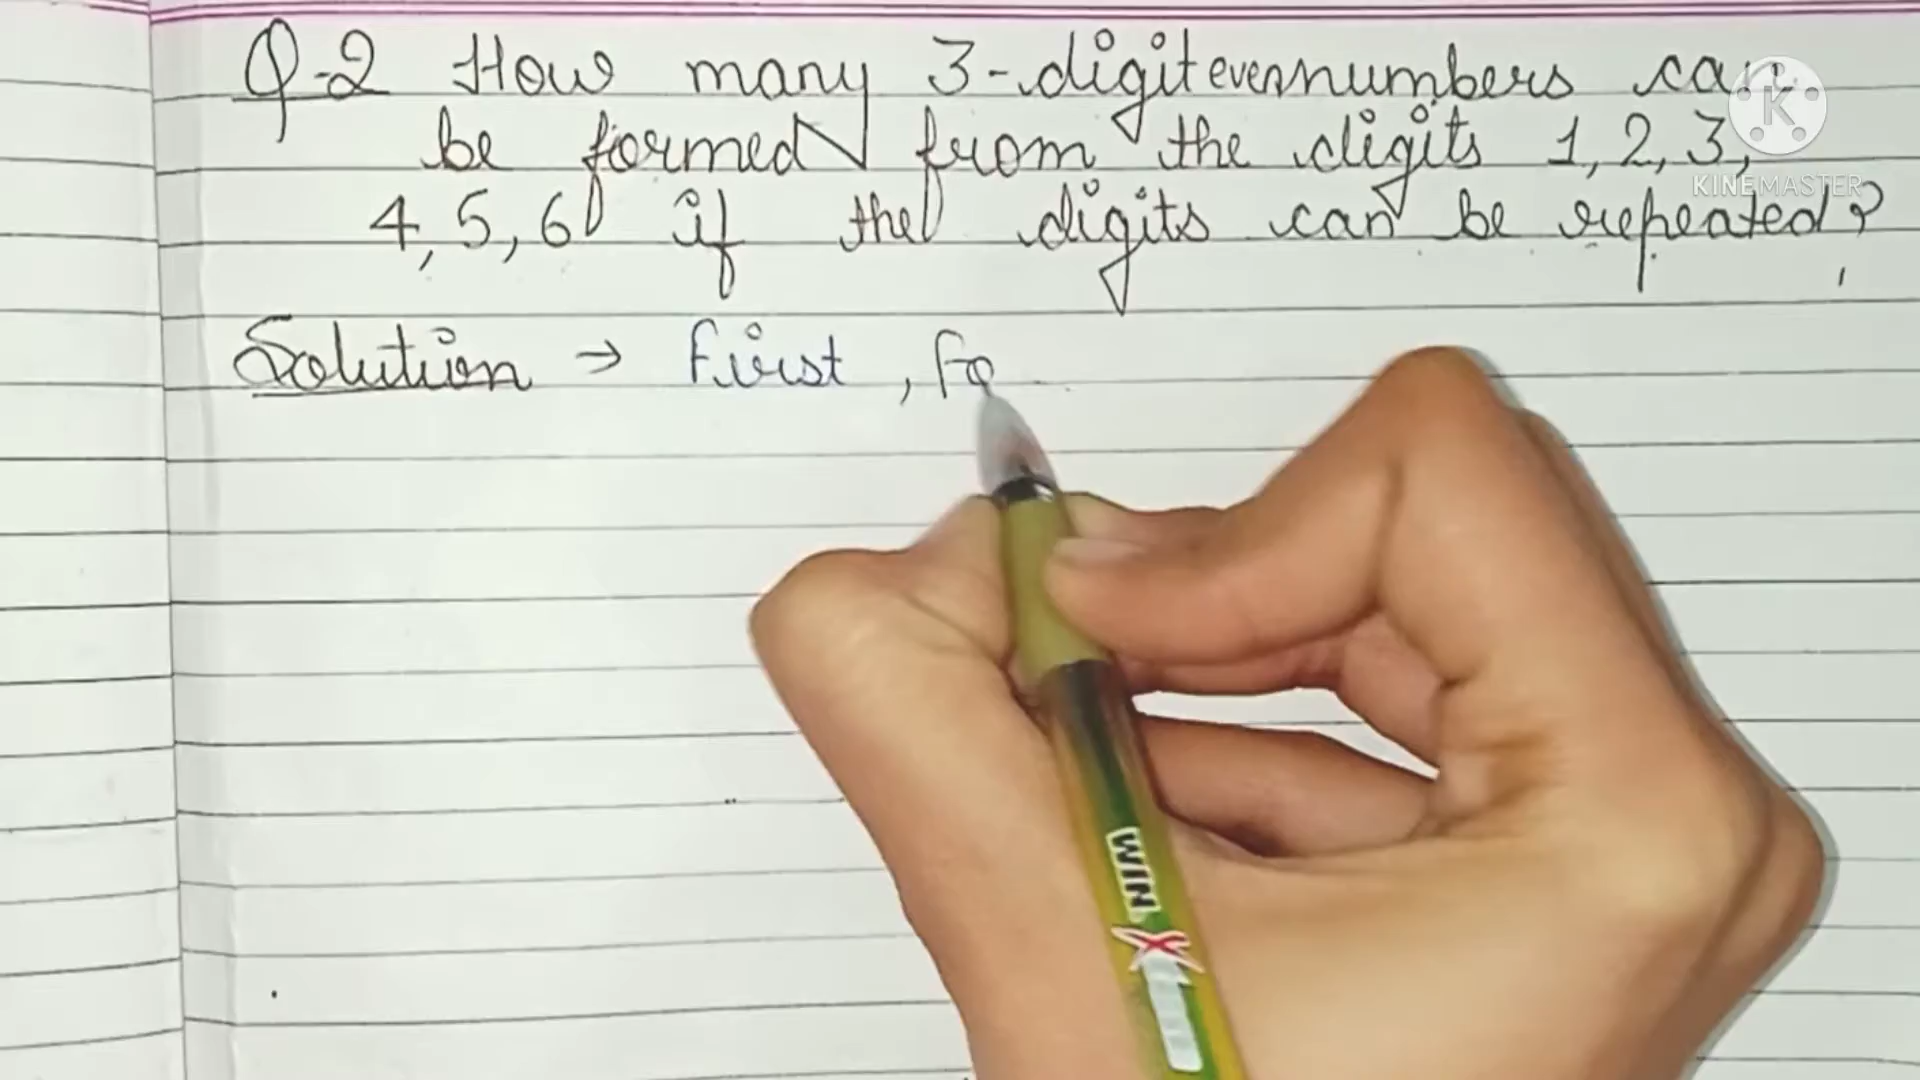 Q-2 How many 3-digit even numbers can
be formed from the digits 1, 2, 3,
4, 5, 6 if the digits can be repeated?
Solution → First, Fo
K
KINEMASTER
WIN X